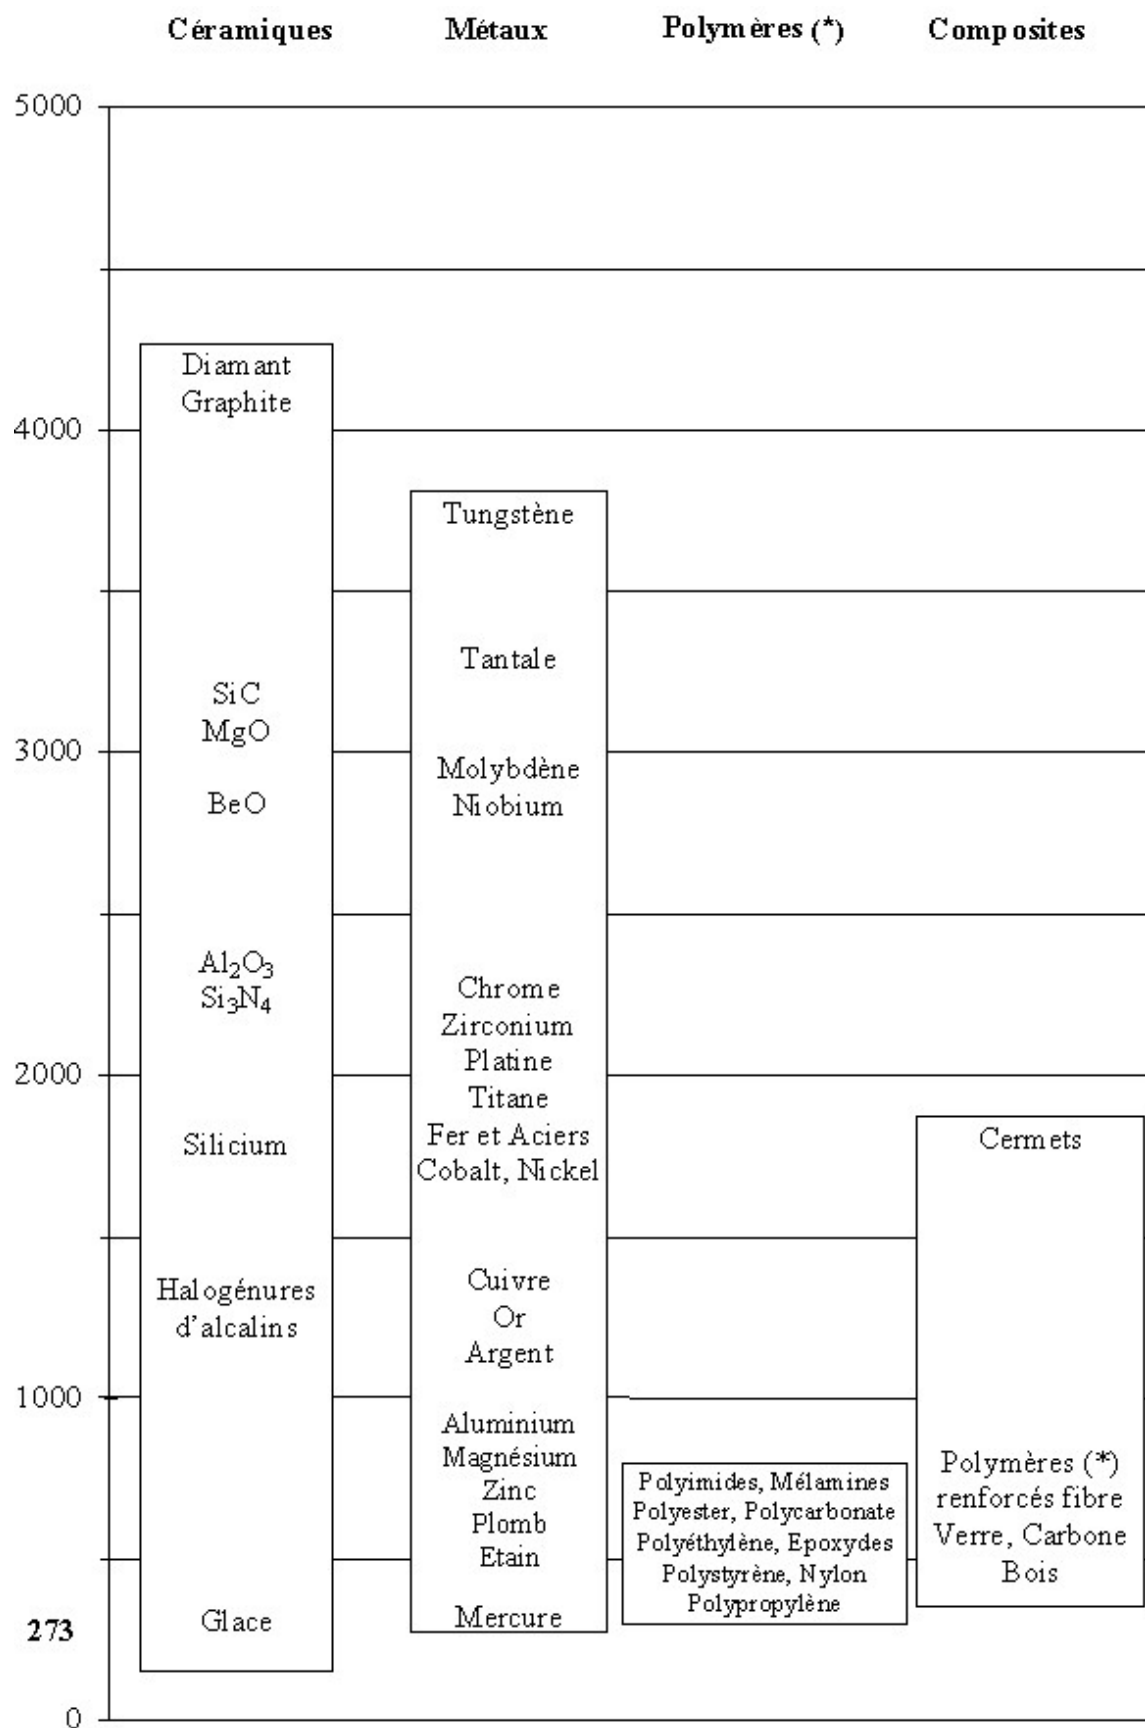 Céramiques Métaux Polymères (*) Composites
5000
Diamant
Graphite
4000
Tungstène
Tantale
SiC
MgO
3000
Molybdène
BeO
Niobium
Al₂O₃
Si₃N₄
Chrome
Zirconium
Platine
2000
Titane
Fer et Aciers
Cobalt, Nickel
Silicium
Cermets
Halogénures
d'alcalins
Cuivre
Or
Argent
1000
Aluminium
Magnésium
Zinc
Plomb
Etain
Polyimides, Mélamines
Polyester, Polycarbonate
Polyéthylène, Epoxydes
Polystyrène, Nylon
Polypropylène
Polymères (*)
renforcés fibre
Verre, Carbone
Bois
273
Glace
Mercure
0